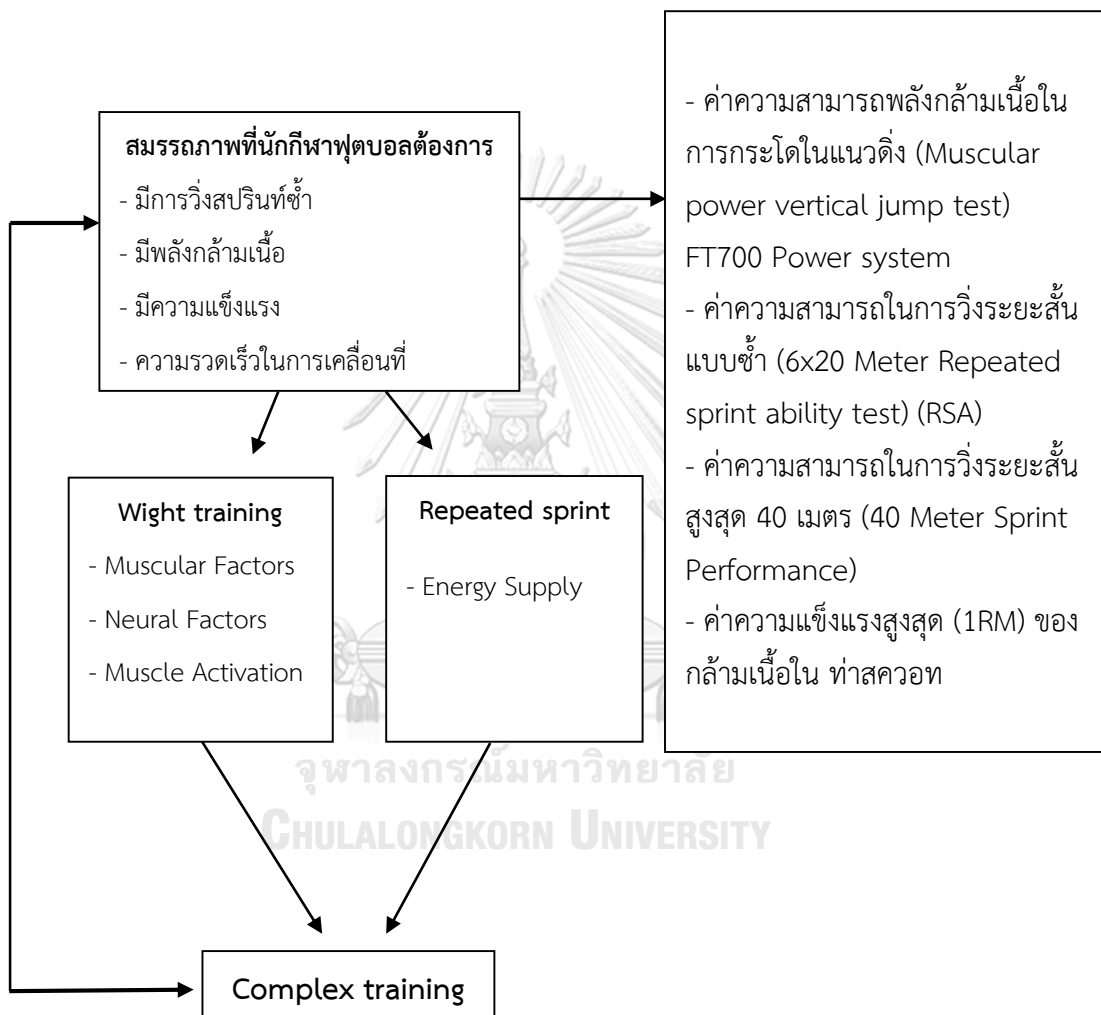 สมรรถภาพที่นักกีฬาฟุตบอลต้องการ
- มีการวิ่งสปรินท์ซ้ำ
- มีพลังกล้ามเนื้อ
- มีความแข็งแรง
- ความรวดเร็วในการเคลื่อนที่
- ค่าความสามารถพลังกล้ามเนื้อใน
การกระโดในแนวดิ่ง (Muscular
power vertical jump test)
FT700 Power system
- ค่าความสามารถในการวิ่งระยะสั้น
แบบซ้ำ (6x20 Meter Repeated
sprint ability test) (RSA)
- ค่าความสามารถในการวิ่งระยะสั้น
สูงสุด 40 เมตร (40 Meter Sprint
Performance)
- ค่าความแข็งแรงสูงสุด (1RM) ของ
กล้ามเนื้อใน ท่าสควอท
Wight training
- Muscular Factors
- Neural Factors
- Muscle Activation
Repeated sprint
- Energy Supply
จุฬาลงกรณ์มหาวิทยาลัย
CHULALONGKORN UNIVERSITY
Complex training